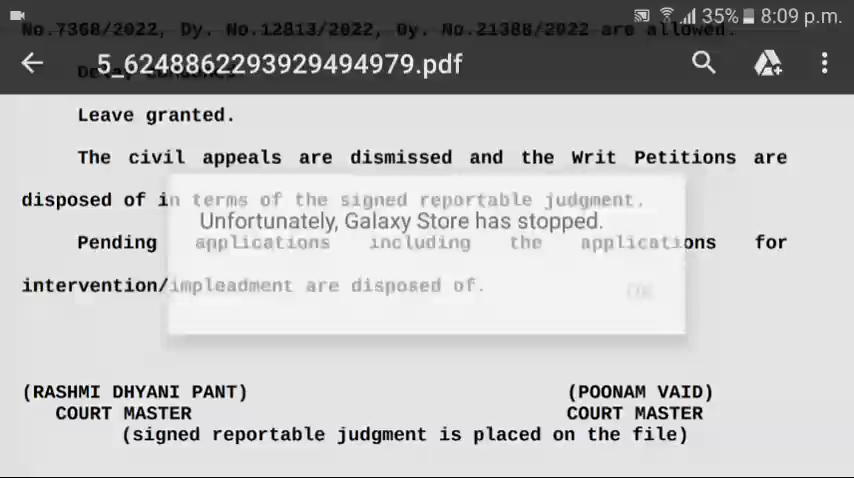 35% 8:09 p.m.
No.7368/2022, Dy. No.12813/2022, Dy. No.21388/2022 are allowed.
5_6248862293929494979.pdf
Leave granted.
The civil appeals are dismissed and the Writ Petitions are
disposed of in terms of the signed reportable judgment.
Unfortunately, Galaxy Store has stopped.
Pending applications including the applications for
intervention/impleadment are disposed of.
OK
(RASHMI DHYANI PANT) (POONAM VAID)
COURT MASTER COURT MASTER
(signed reportable judgment is placed on the file)